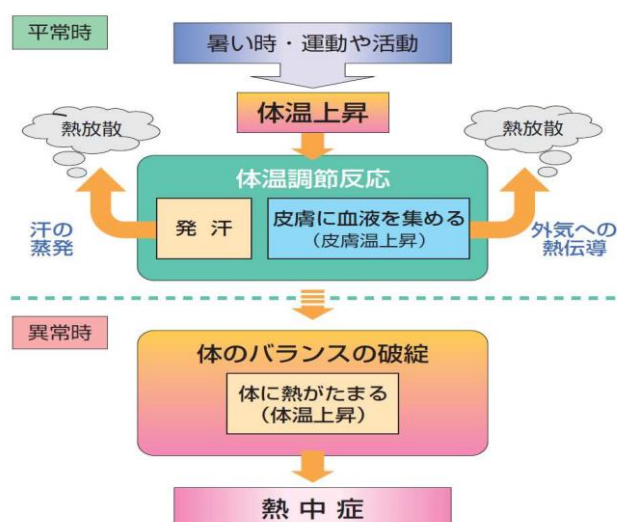 平常時
暑い時・運動や活動
体温上昇
熱放散
熱放散
体温調節反応
汗の
蒸発
発 汗
皮膚に血液を集める
(皮膚温上昇)
外気への
熱伝導
異常時
体のバランスの破綻
体に熱がたまる
(体温上昇)
熱 中 症